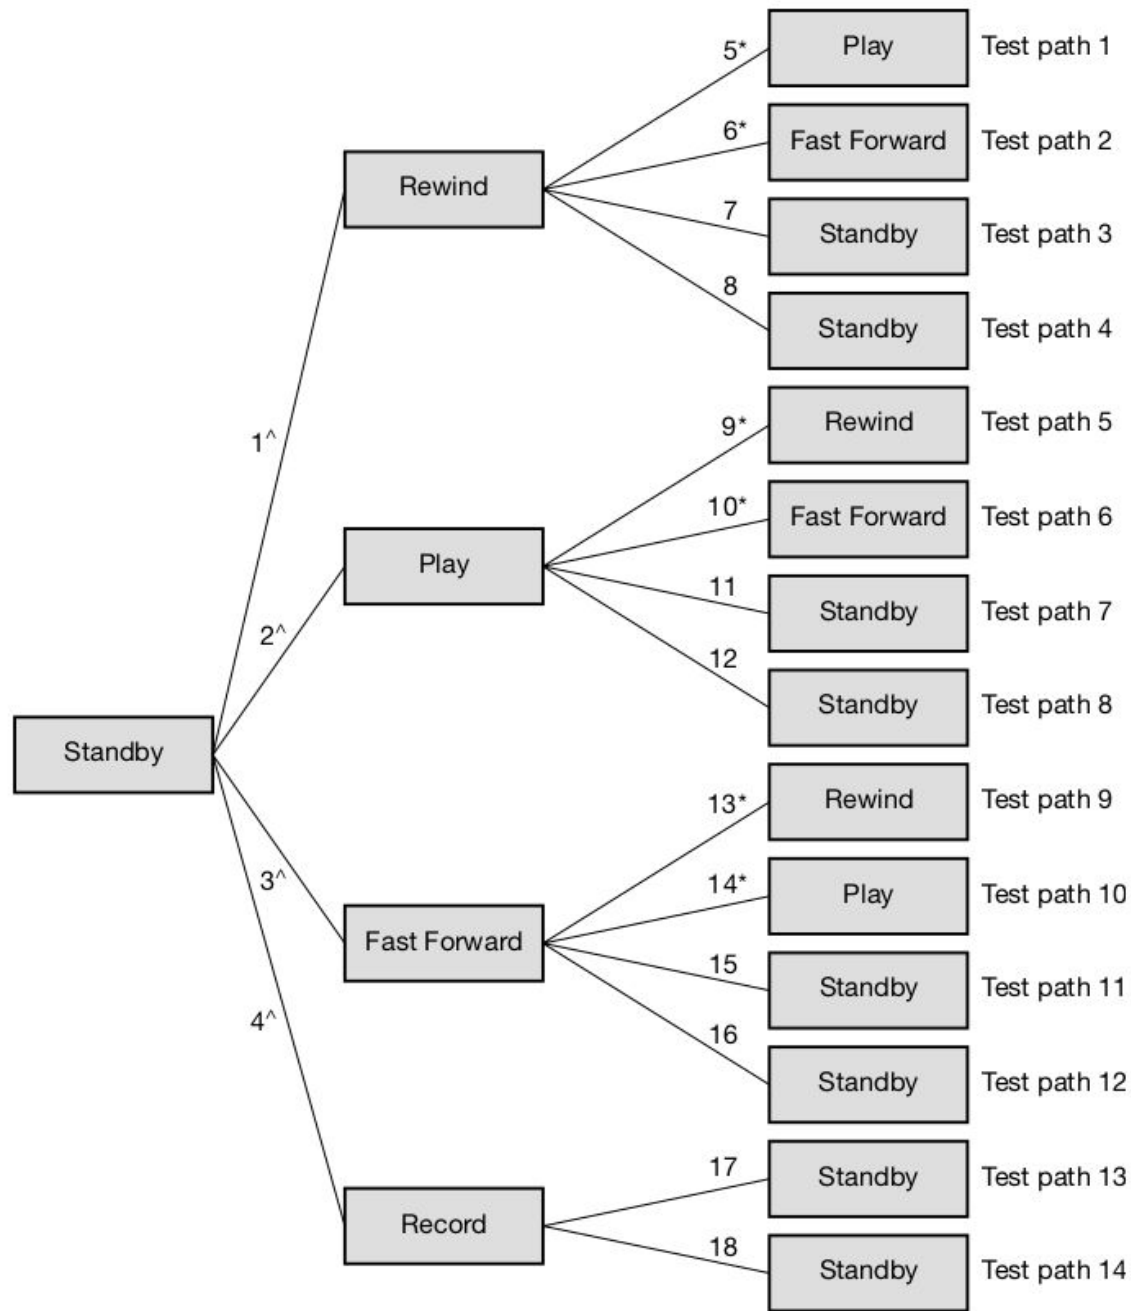 5* Play Test path 1
6* Fast Forward Test path 2
Rewind
7 Standby Test path 3
8 Standby Test path 4
1^
9* Rewind Test path 5
10* Fast Forward Test path 6
Play
11 Standby Test path 7
2^
12 Standby Test path 8
Standby
13* Rewind Test path 9
3^
14* Play Test path 10
Fast Forward
15 Standby Test path 11
4^
16 Standby Test path 12
17 Standby Test path 13
Record
18 Standby Test path 14